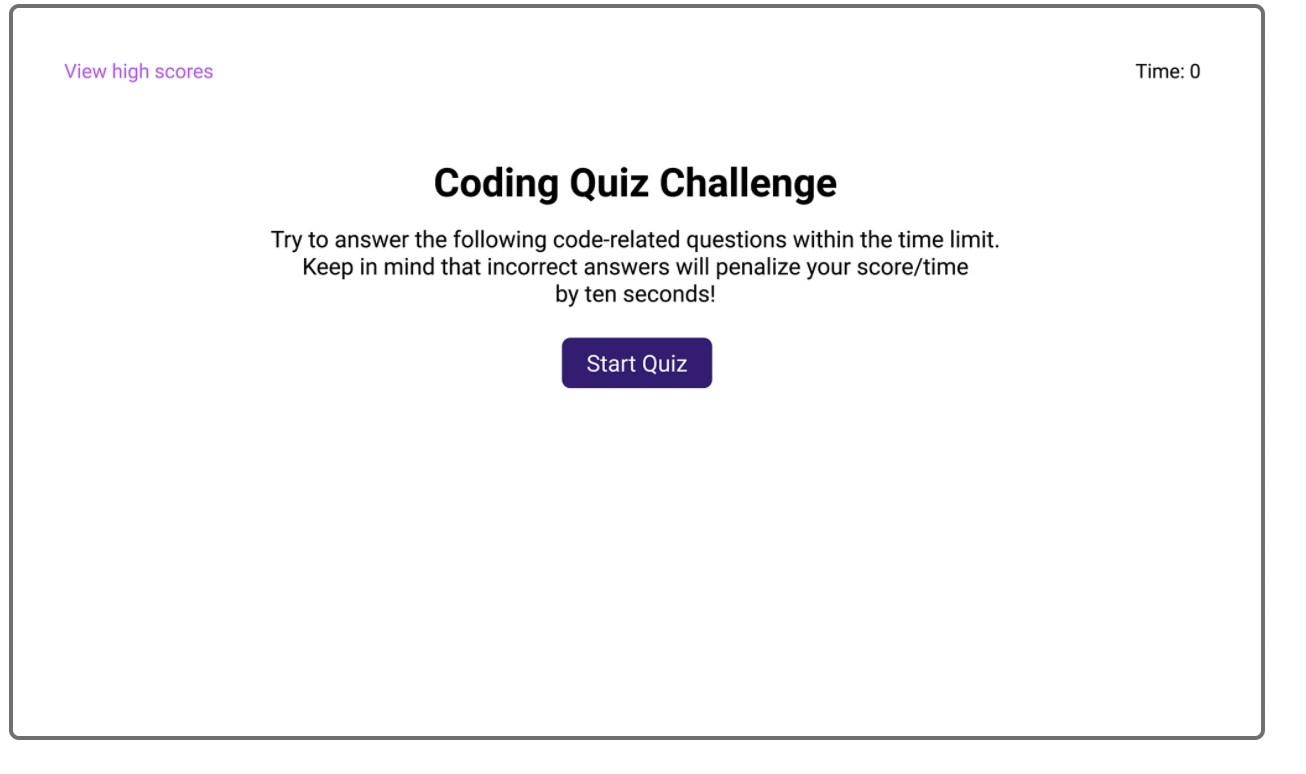 View high scores
Time: 0
Coding Quiz Challenge
Try to answer the following code-related questions within the time limit.
Keep in mind that incorrect answers will penalize your score/time
by ten seconds!
Start Quiz